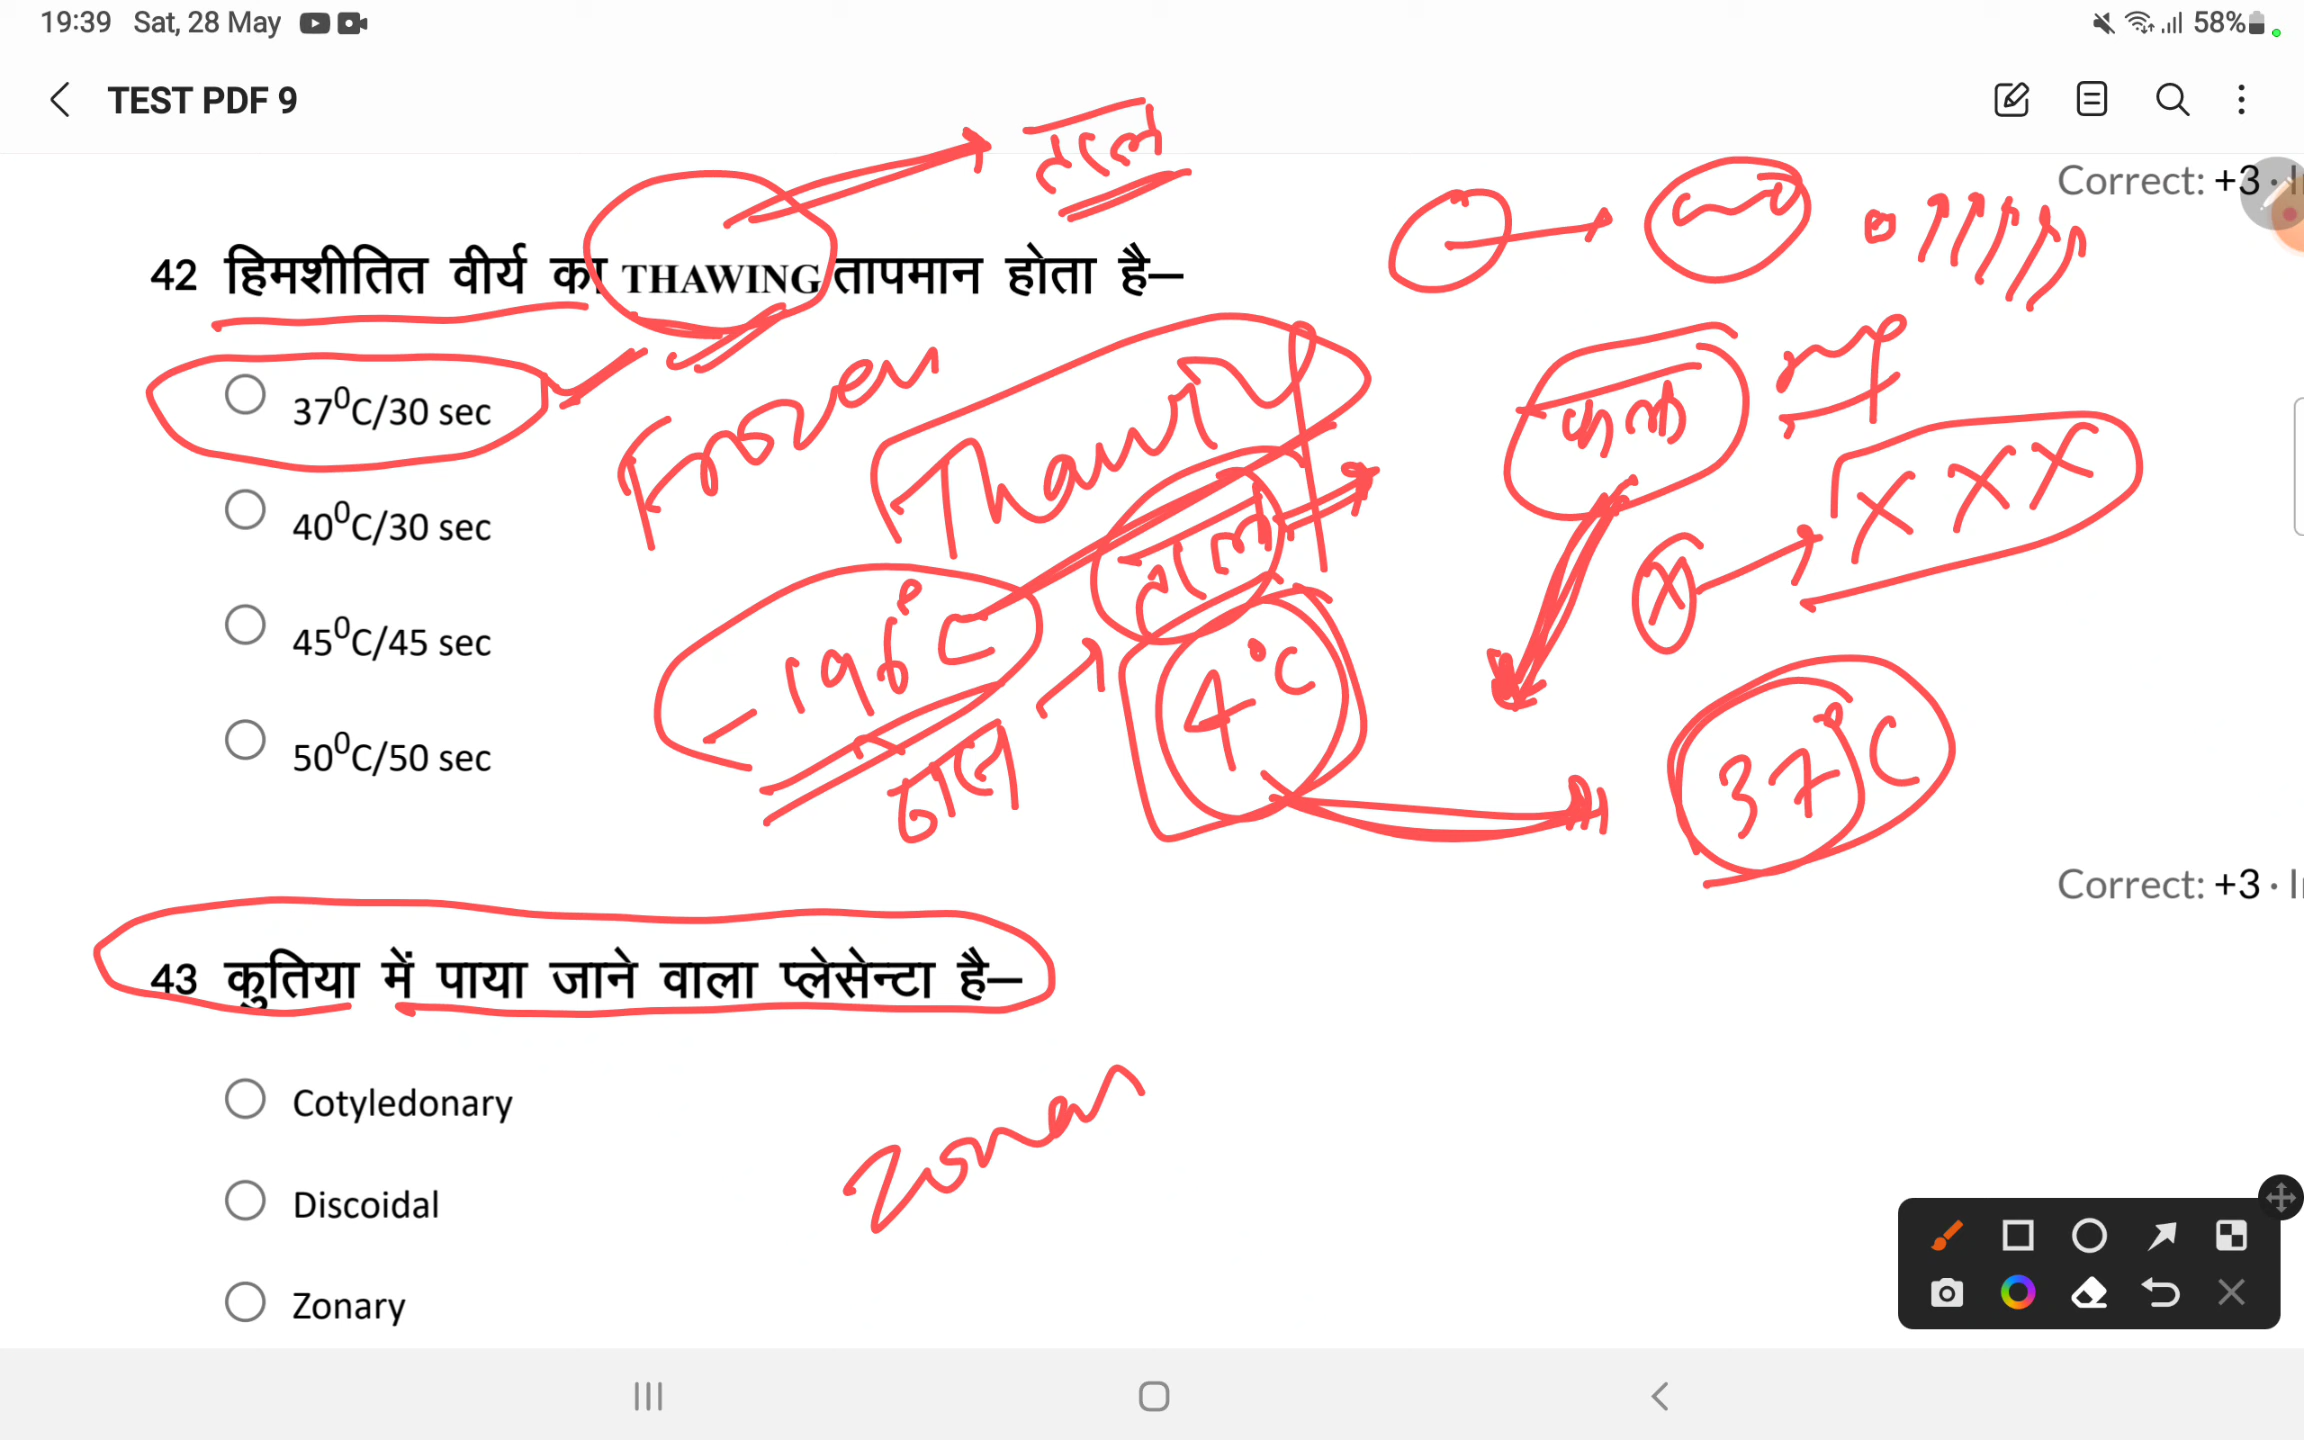 19:39 Sat, 28 May 58%
TEST PDF 9
Correct: +3 · I
42 हिमशीतित वीर्य का THAWING तापमान होता है—
तरल
37⁰C/30 sec
Frozen
Thawing
40⁰C/30 sec
45⁰C/45 sec
-196°C
4°C
37°C
50⁰C/50 sec
Correct: +3 · I
43 कुतिया में पाया जाने वाला प्लेसेन्टा है—
Cotyledonary
Zonar
Discoidal
Zonary